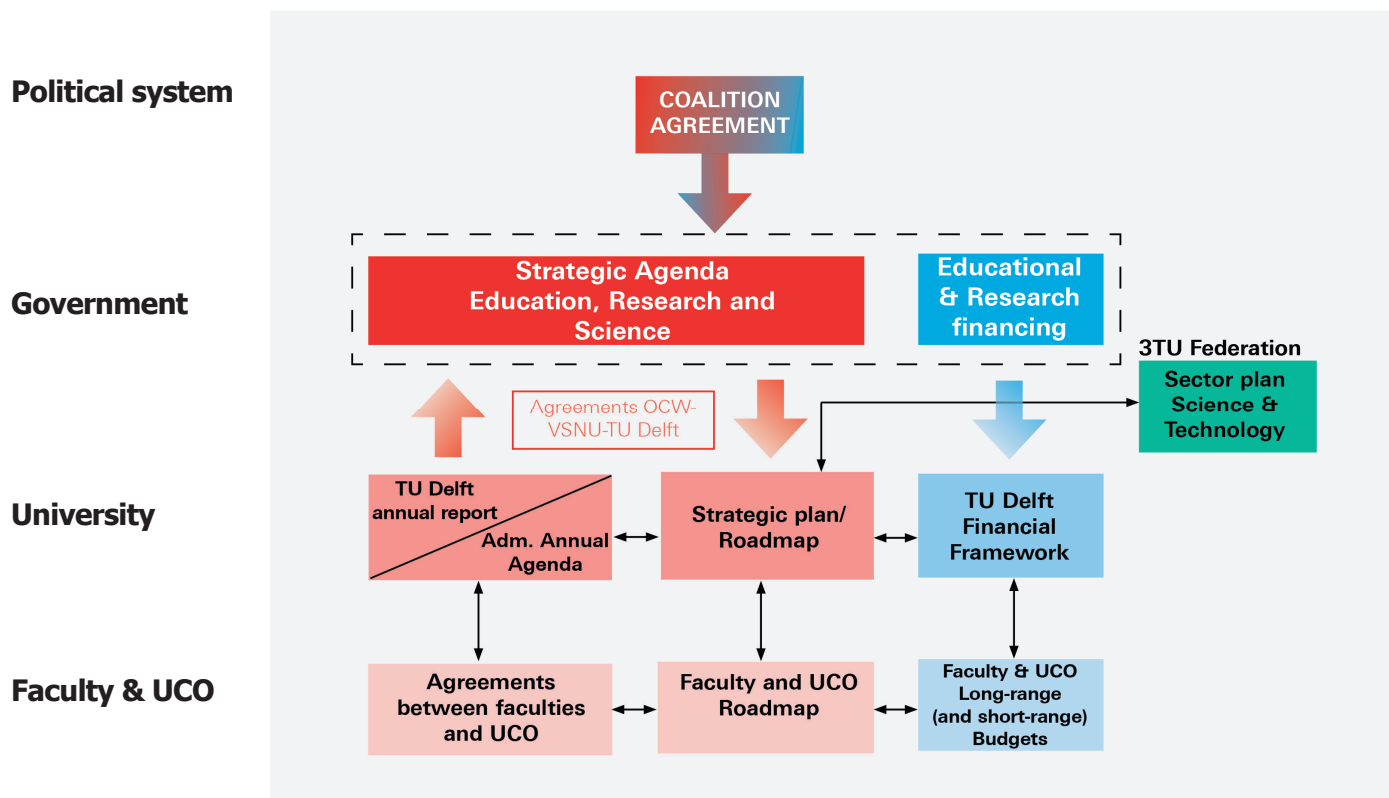 Political system
COALITION
AGREEMENT
Government
Strategic Agenda
Education, Research and
Science
Educational
& Research
financing
3TU Federation
Sector plan
Science &
Technology
Agreements OCW-
VSNU-TU Delft
University
TU Delft
annual report
Adm. Annual
Agenda
Strategic plan/
Roadmap
TU Delft
Financial
Framework
Faculty & UCO
Agreements
between faculties
and UCO
Faculty and UCO
Roadmap
Faculty & UCO
Long-range
(and short-range)
Budgets